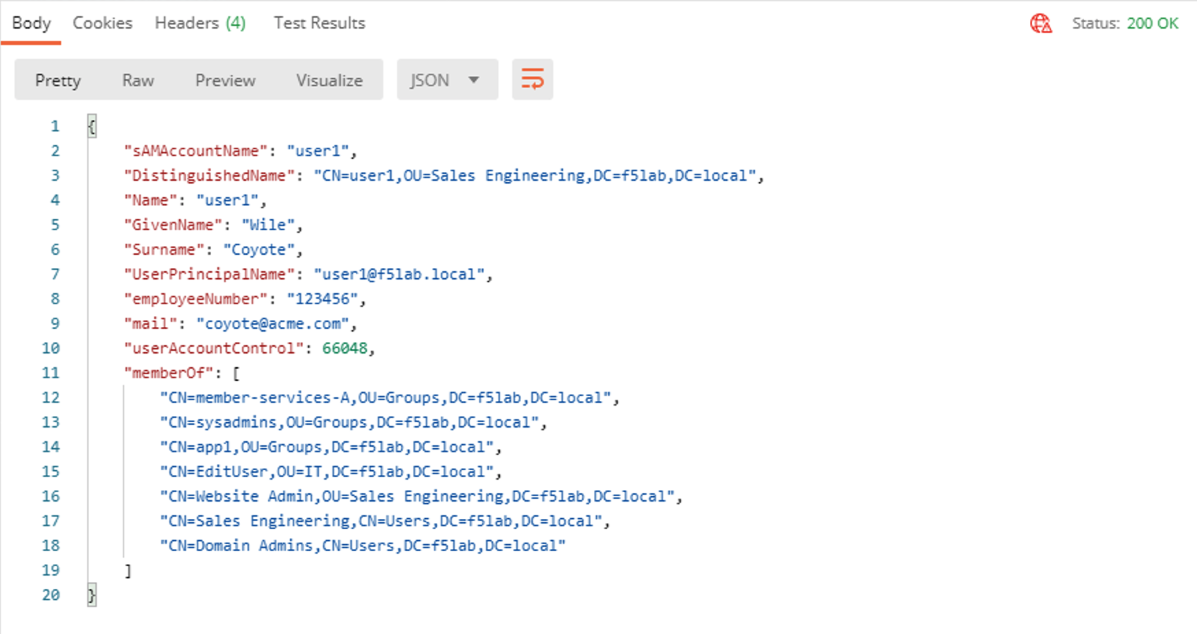 Body Cookies Headers (4) Test Results Status: 200 OK
Pretty Raw Preview Visualize JSON
1 {
2 "sAMAccountName": "user1",
3 "DistinguishedName": "CN=user1,OU=Sales Engineering,DC=f5lab,DC=local",
4 "Name": "user1",
5 "GivenName": "Wile",
6 "Surname": "Coyote",
7 "UserPrincipalName": "user1@f5lab.local",
8 "employeeNumber": "123456",
9 "mail": "coyote@acme.com",
10 "userAccountControl": 66048,
11 "memberOf": [
12 "CN=member-services-A,OU=Groups,DC=f5lab,DC=local",
13 "CN=sysadmins,OU=Groups,DC=f5lab,DC=local",
14 "CN=app1,OU=Groups,DC=f5lab,DC=local",
15 "CN=EditUser,OU=IT,DC=f5lab,DC=local",
16 "CN=Website Admin,OU=Sales Engineering,DC=f5lab,DC=local",
17 "CN=Sales Engineering,CN=Users,DC=f5lab,DC=local",
18 "CN=Domain Admins,CN=Users,DC=f5lab,DC=local"
19 ]
20 }